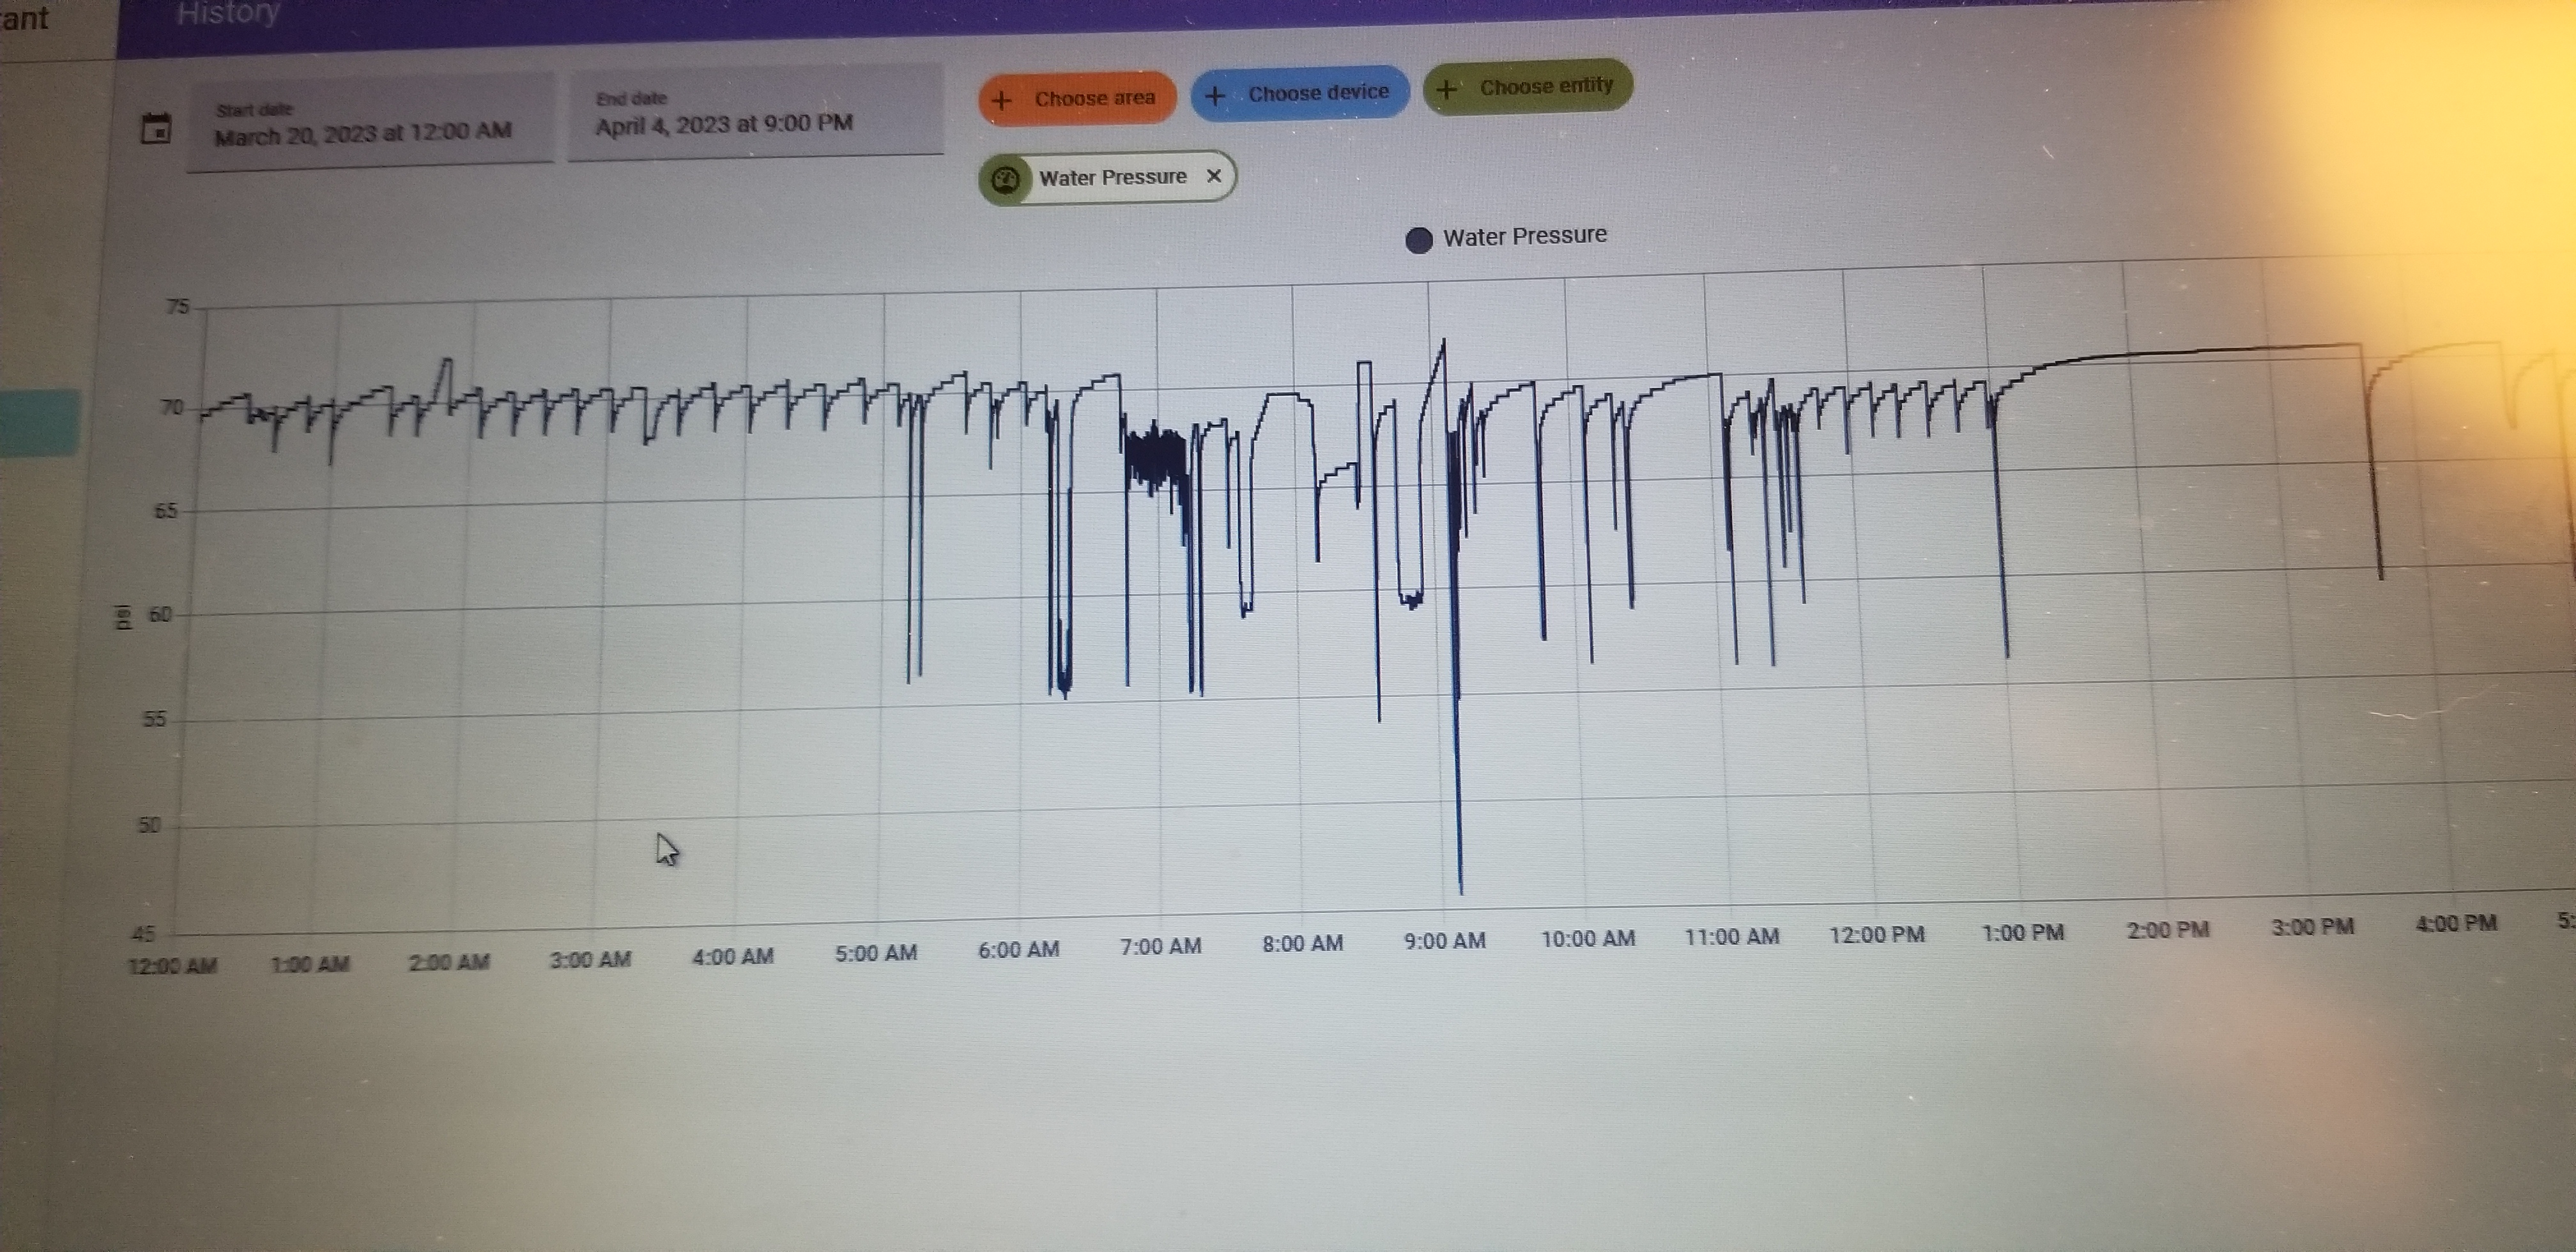 ant
History
Start date
March 20, 2023 at 12:00 AM
End date
April 4, 2023 at 9:00 PM
+ Choose area
+ Choose device
+ Choose entity
Water Pressure ×
Water Pressure
75
70
65
60
55
50
45
psi
12:00 AM 1:00 AM 2:00 AM 3:00 AM 4:00 AM 5:00 AM 6:00 AM 7:00 AM 8:00 AM 9:00 AM 10:00 AM 11:00 AM 12:00 PM 1:00 PM 2:00 PM 3:00 PM 4:00 PM 5: